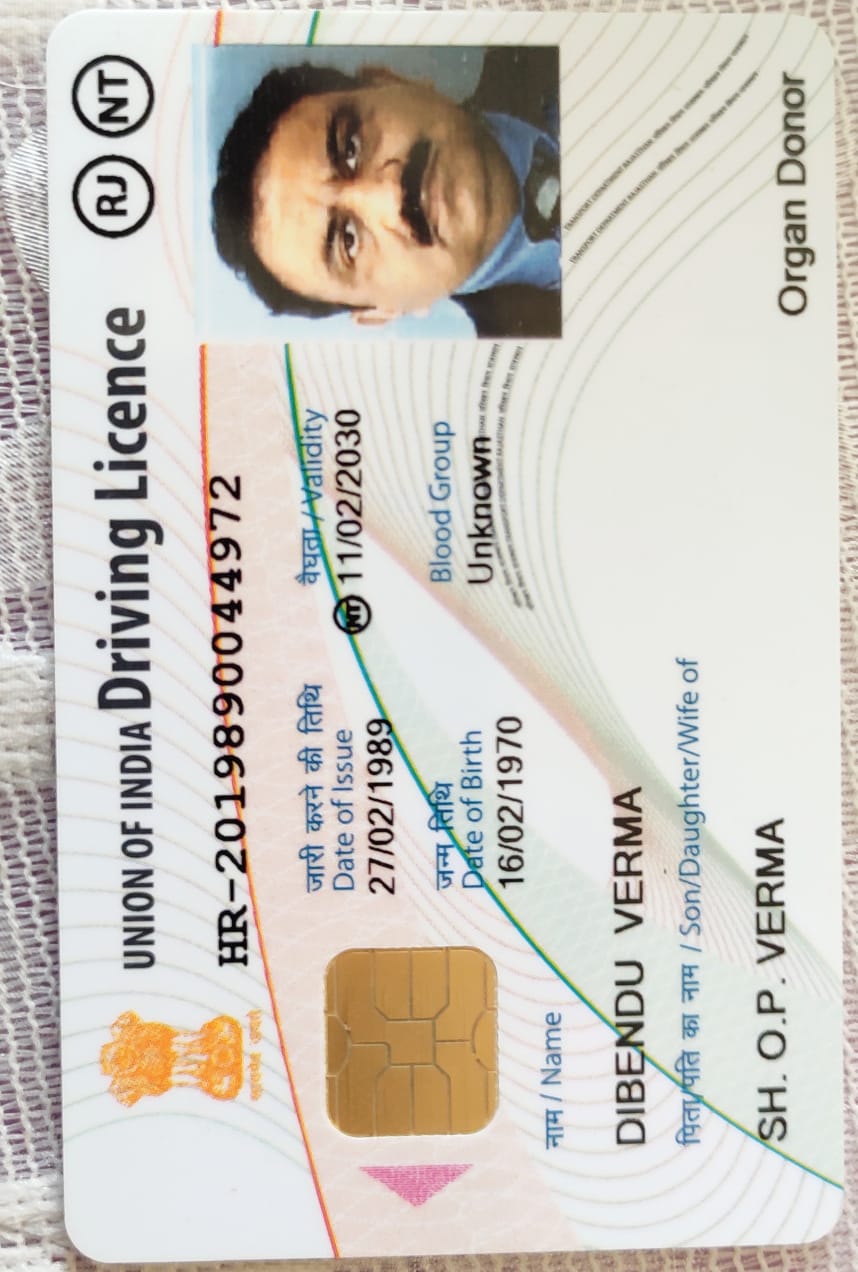 UNION OF INDIA Driving Licence
RJ NT
HR-2019890044972
जारी करने की तिथि
Date of Issue
27/02/1989
वैधता / Validity
NT 11/02/2030
जन्म तिथि
Date of Birth
16/02/1970
Blood Group
Unknown
नाम / Name
DIBENDU VERMA
पिता/पति का नाम / Son/Daughter/Wife of
SH. O.P. VERMA
Organ Donor